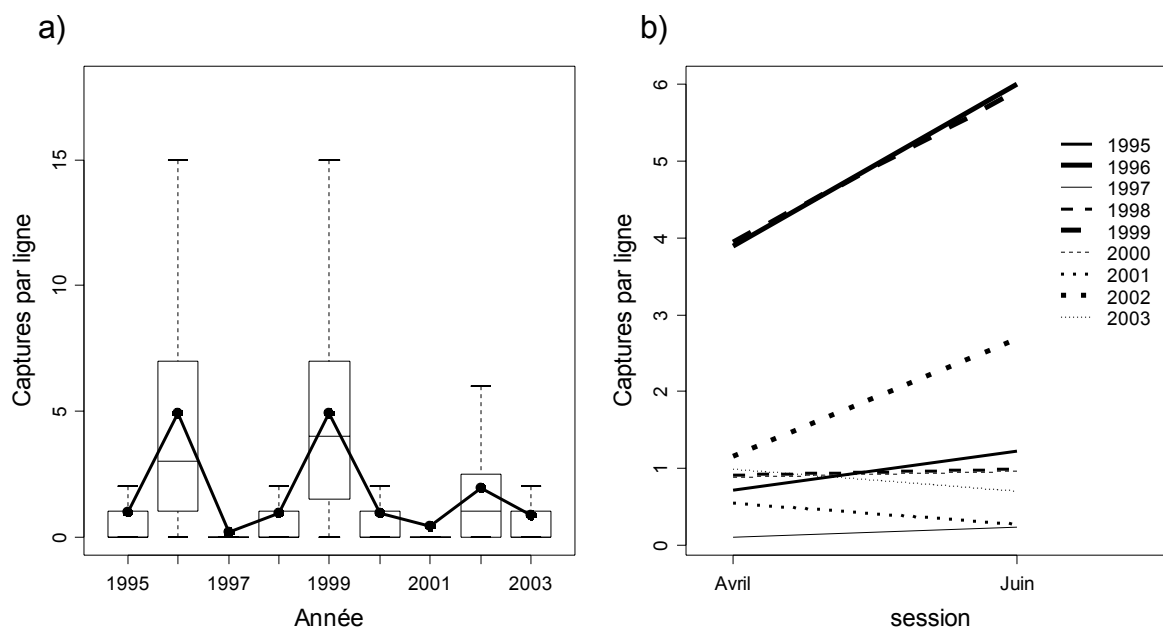 a)
Captures par ligne
15
10
5
0
1995 1997 1999 2001 2003
Année
b)
Captures par ligne
6
5
4
3
2
1
0
Avril Juin
session
1995
1996
1997
1998
1999
2000
2001
2002
2003